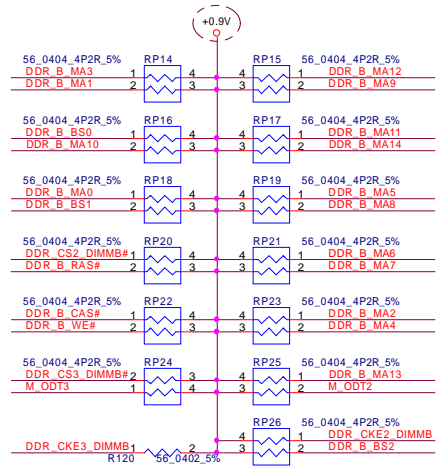 +0.9V
56_0404_4P2R_5% RP14 RP15 56_0404_4P2R_5%
DDR_B_MA3 1 4 4 1 DDR_B_MA12
DDR_B_MA1 2 3 3 2 DDR_B_MA9
56_0404_4P2R_5% RP16 RP17 56_0404_4P2R_5%
DDR_B_BS0 1 4 4 1 DDR_B_MA11
DDR_B_MA10 2 3 3 2 DDR_B_MA14
56_0404_4P2R_5% RP18 RP19 56_0404_4P2R_5%
DDR_B_MA0 1 4 4 1 DDR_B_MA5
DDR_B_BS1 2 3 3 2 DDR_B_MA8
56_0404_4P2R_5% RP20 RP21 56_0404_4P2R_5%
DDR_CS2_DIMMB# 1 4 4 1 DDR_B_MA6
DDR_B_RAS# 2 3 3 2 DDR_B_MA7
56_0404_4P2R_5% RP22 RP23 56_0404_4P2R_5%
DDR_B_CAS# 1 4 4 1 DDR_B_MA2
DDR_B_WE# 2 3 3 2 DDR_B_MA4
56_0404_4P2R_5% RP24 RP25 56_0404_4P2R_5%
DDR_CS3_DIMMB# 2 3 4 1 DDR_B_MA13
M_ODT3 1 4 3 2 M_ODT2
RP26 56_0404_4P2R_5%
4 1 DDR_CKE2_DIMMB
DDR_CKE3_DIMMB 1 2 3 2 DDR_B_BS2
R120 56_0402_5%